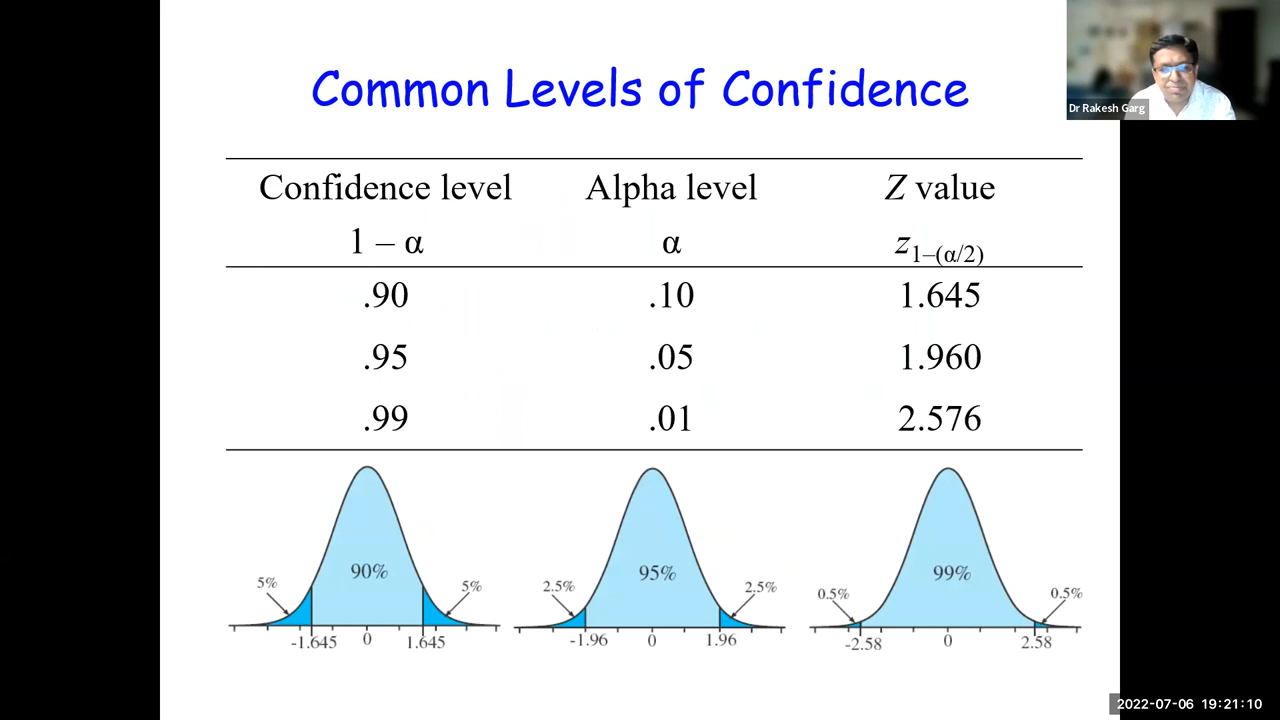 Common Levels of Confidence
Dr Rakesh Garg
Confidence level Alpha level Z value
1 – α α z1–(α/2)
.90 .10 1.645
.95 .05 1.960
.99 .01 2.576
5% 90% 5%
-1.645 0 1.645
2.5% 95% 2.5%
-1.96 0 1.96
0.5% 99% 0.5%
-2.58 0 2.58
2022-07-06 19:21:10